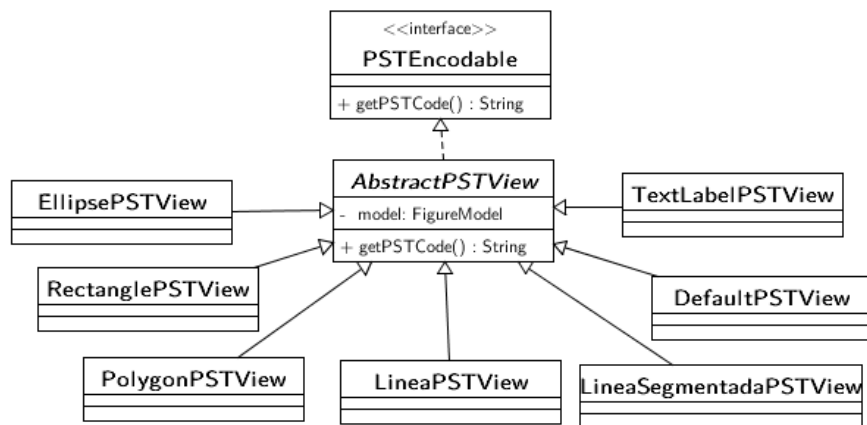 <<interface>>
PSTEncodable
+ getPSTCode() : String
AbstractPSTView
- model: FigureModel
+ getPSTCode() : String
EllipsePSTView
TextLabelPSTView
RectanglePSTView
DefaultPSTView
PolygonPSTView
LineaPSTView
LineaSegmentadaPSTView